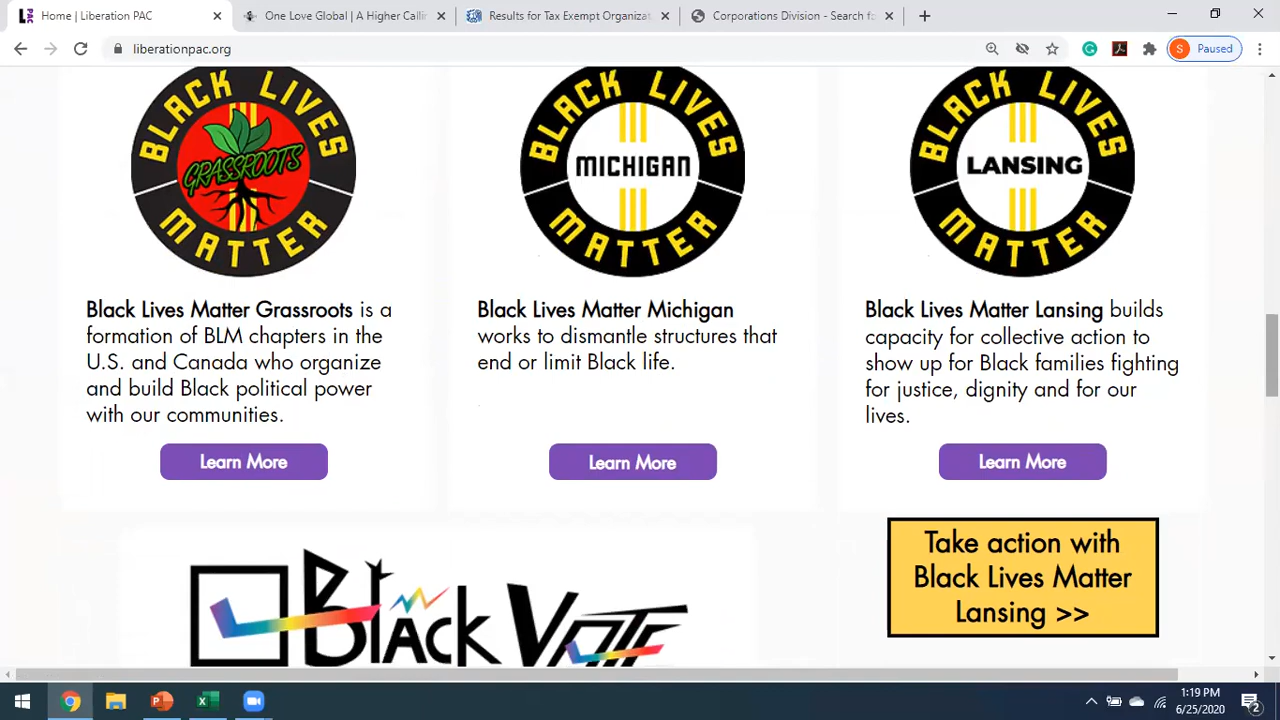 Home | Liberation PAC
One Love Global | A Higher Callin
Results for Tax Exempt Organizat
Corporations Division - Search fo
liberationpac.org
S Paused
BLACK LIVES
GRASSROOTS
MATTER
BLACK LIVES
MICHIGAN
MATTER
BLACK LIVES
LANSING
MATTER
Black Lives Matter Grassroots is a
formation of BLM chapters in the
U.S. and Canada who organize
and build Black political power
with our communities.
Learn More
Black Lives Matter Michigan
works to dismantle structures that
end or limit Black life.
Learn More
Black Lives Matter Lansing builds
capacity for collective action to
show up for Black families fighting
for justice, dignity and for our
lives.
Learn More
Take action with
Black Lives Matter
Lansing >>
Black Vote
1:19 PM
6/25/2020
2